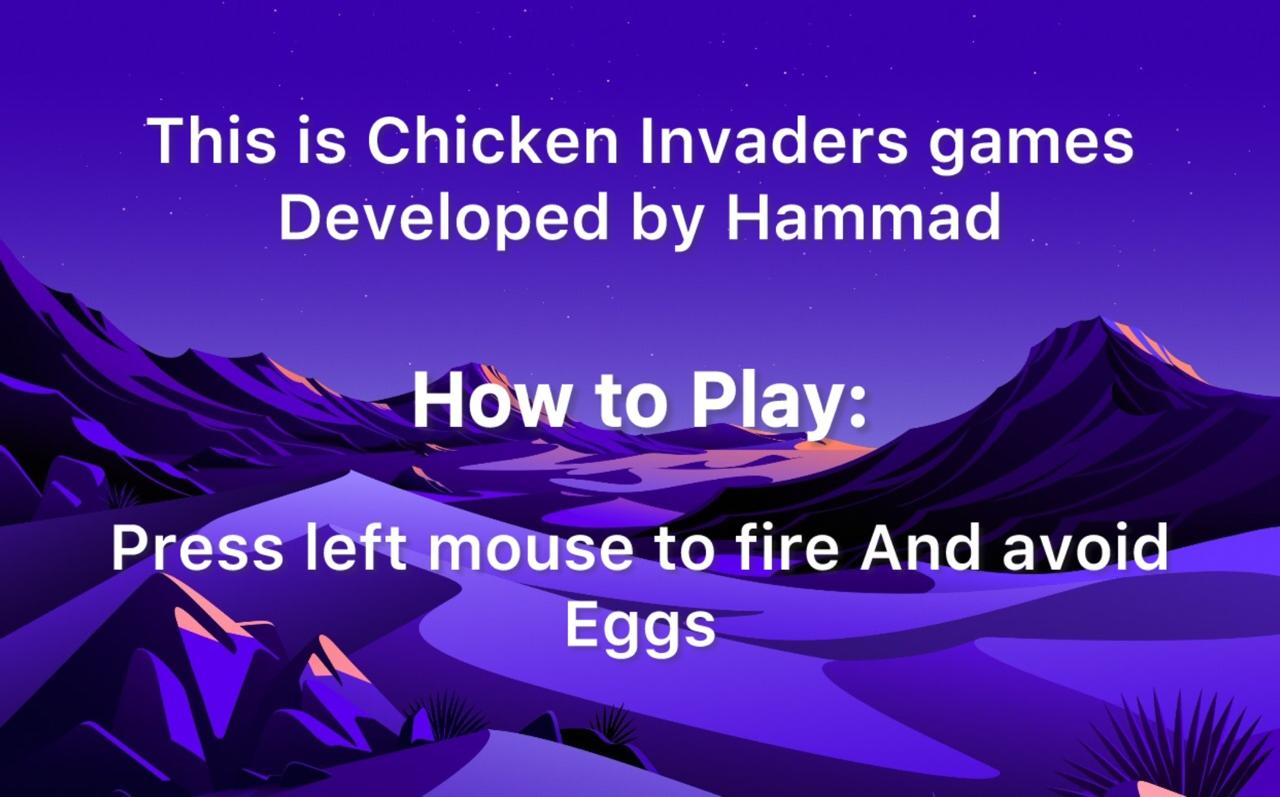 This is Chicken Invaders games
Developed by Hammad
How to Play:
Press left mouse to fire And avoid
Eggs